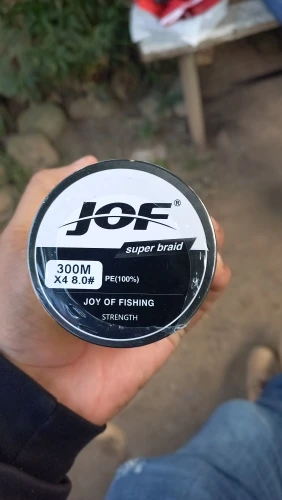 JOF®
super braid
300M
X4 8.0# PE(100%)
JOY OF FISHING
STRENGTH